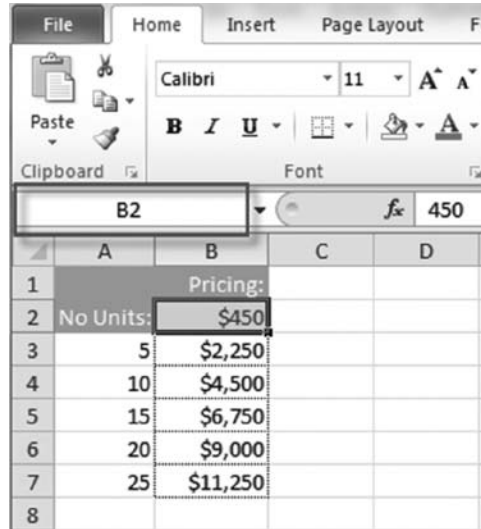 File Home Insert Page Layout F
Calibri 11 A A
Paste B I U A
Clipboard Font
B2 fx 450
A B C D
1 Pricing:
2 No Units: $450
3 5 $2,250
4 10 $4,500
5 15 $6,750
6 20 $9,000
7 25 $11,250
8